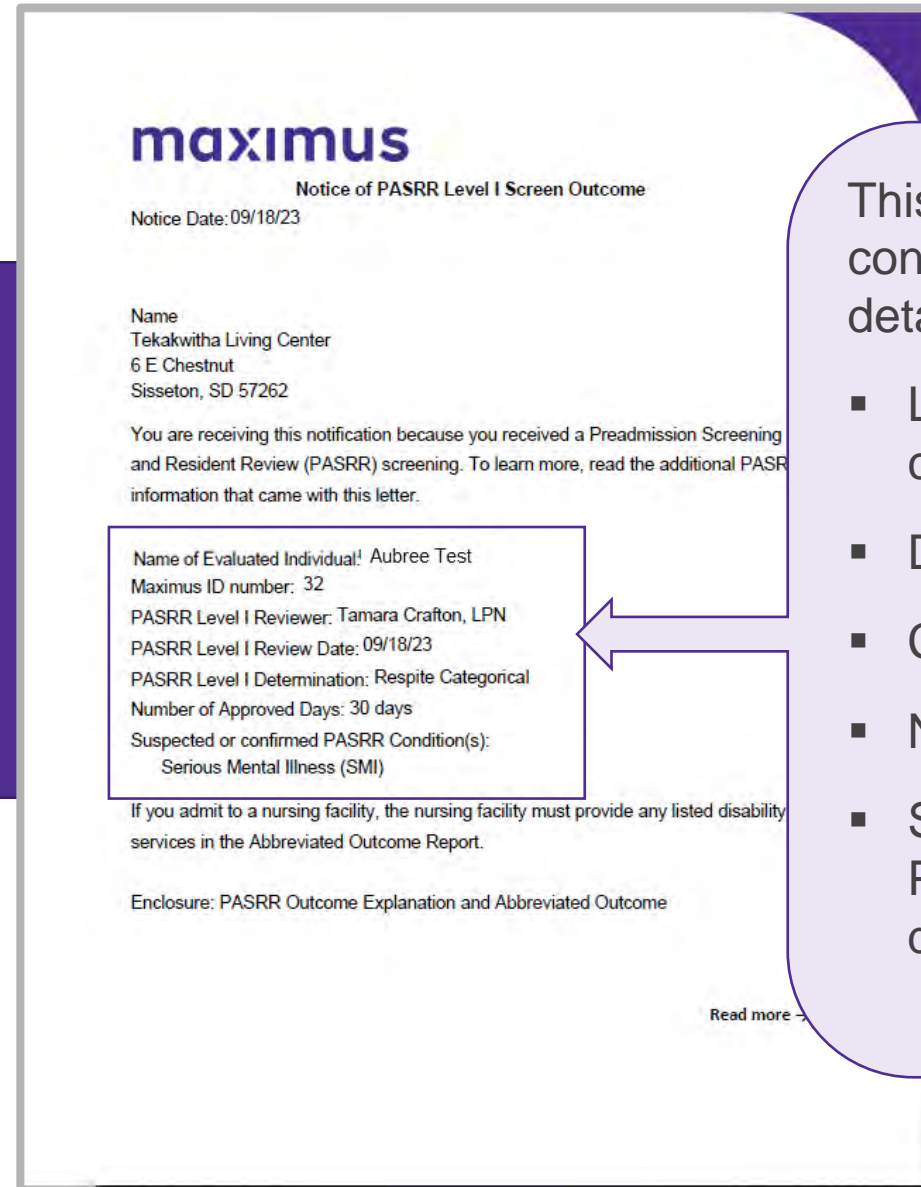 maximus
Notice of PASRR Level I Screen Outcome
Notice Date: 09/18/23
Name
Tekakwitha Living Center
6 E Chestnut
Sisseton, SD 57262
You are receiving this notification because you received a Preadmission Screening
and Resident Review (PASRR) screening. To learn more, read the additional PASR
information that came with this letter.
Name of Evaluated Individual: Aubree Test
Maximus ID number: 32
PASRR Level I Reviewer: Tamara Crafton, LPN
PASRR Level I Review Date: 09/18/23
PASRR Level I Determination: Respite Categorical
Number of Approved Days: 30 days
Suspected or confirmed PASRR Condition(s):
Serious Mental Illness (SMI)
If you admit to a nursing facility, the nursing facility must provide any listed disability
services in the Abbreviated Outcome Report.
Enclosure: PASRR Outcome Explanation and Abbreviated Outcome
Read more →
This